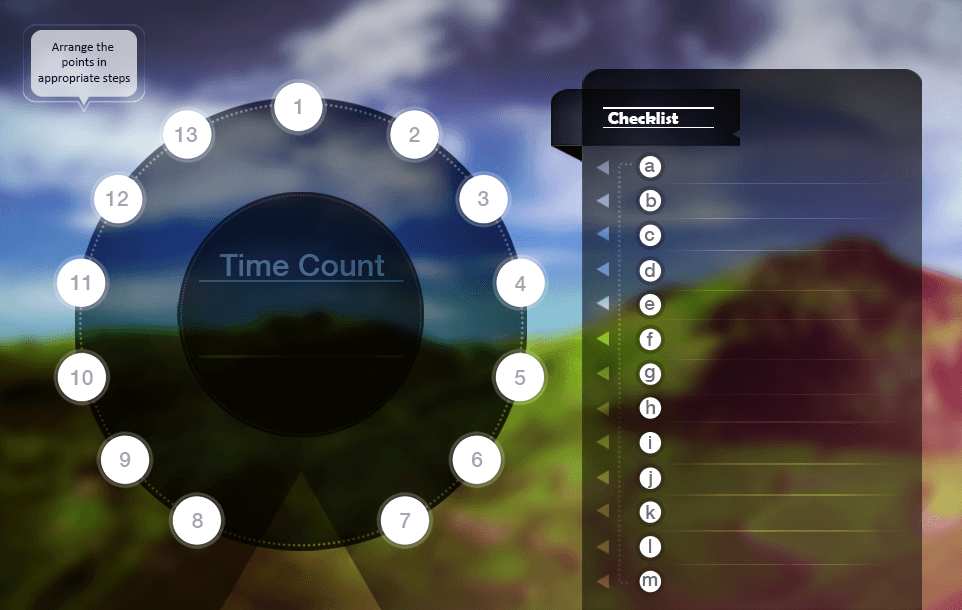 Arrange the
points in
appropriate steps
1
2
3
4
5
6
7
8
9
10
11
12
13
Time Count
Checklist
a
b
c
d
e
f
g
h
i
j
k
l
m